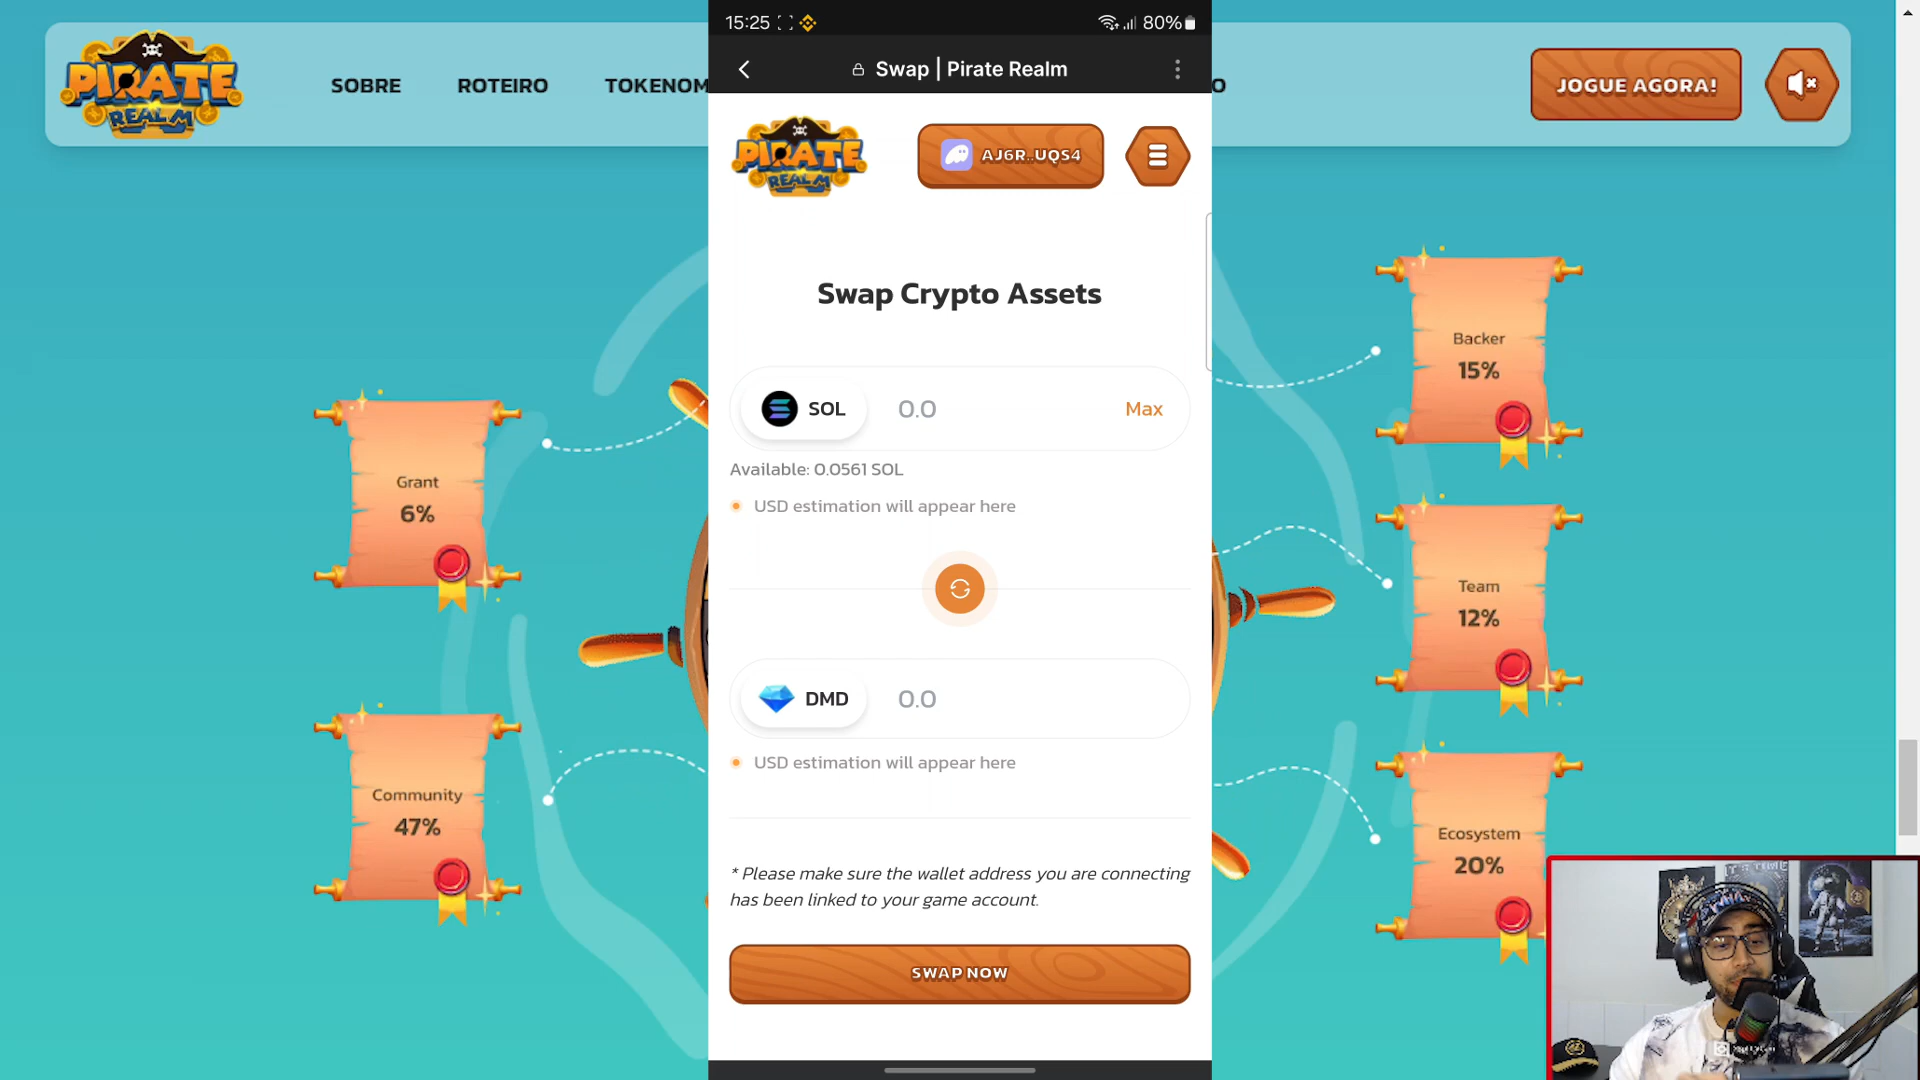 PIRATE
REALM
SOBRE
ROTEIRO
TOKENOM
O
JOGUE AGORA!
15:25
80%
Swap | Pirate Realm
PIRATE
REALM
AJ6R..UQS4
Swap Crypto Assets
SOL
0.0
Max
Available: 0.0561 SOL
USD estimation will appear here
DMD
0.0
USD estimation will appear here
* Please make sure the wallet address you are connecting
has been linked to your game account.
SWAP NOW
Grant
6%
Community
47%
Backer
15%
Team
12%
Ecosystem
20%